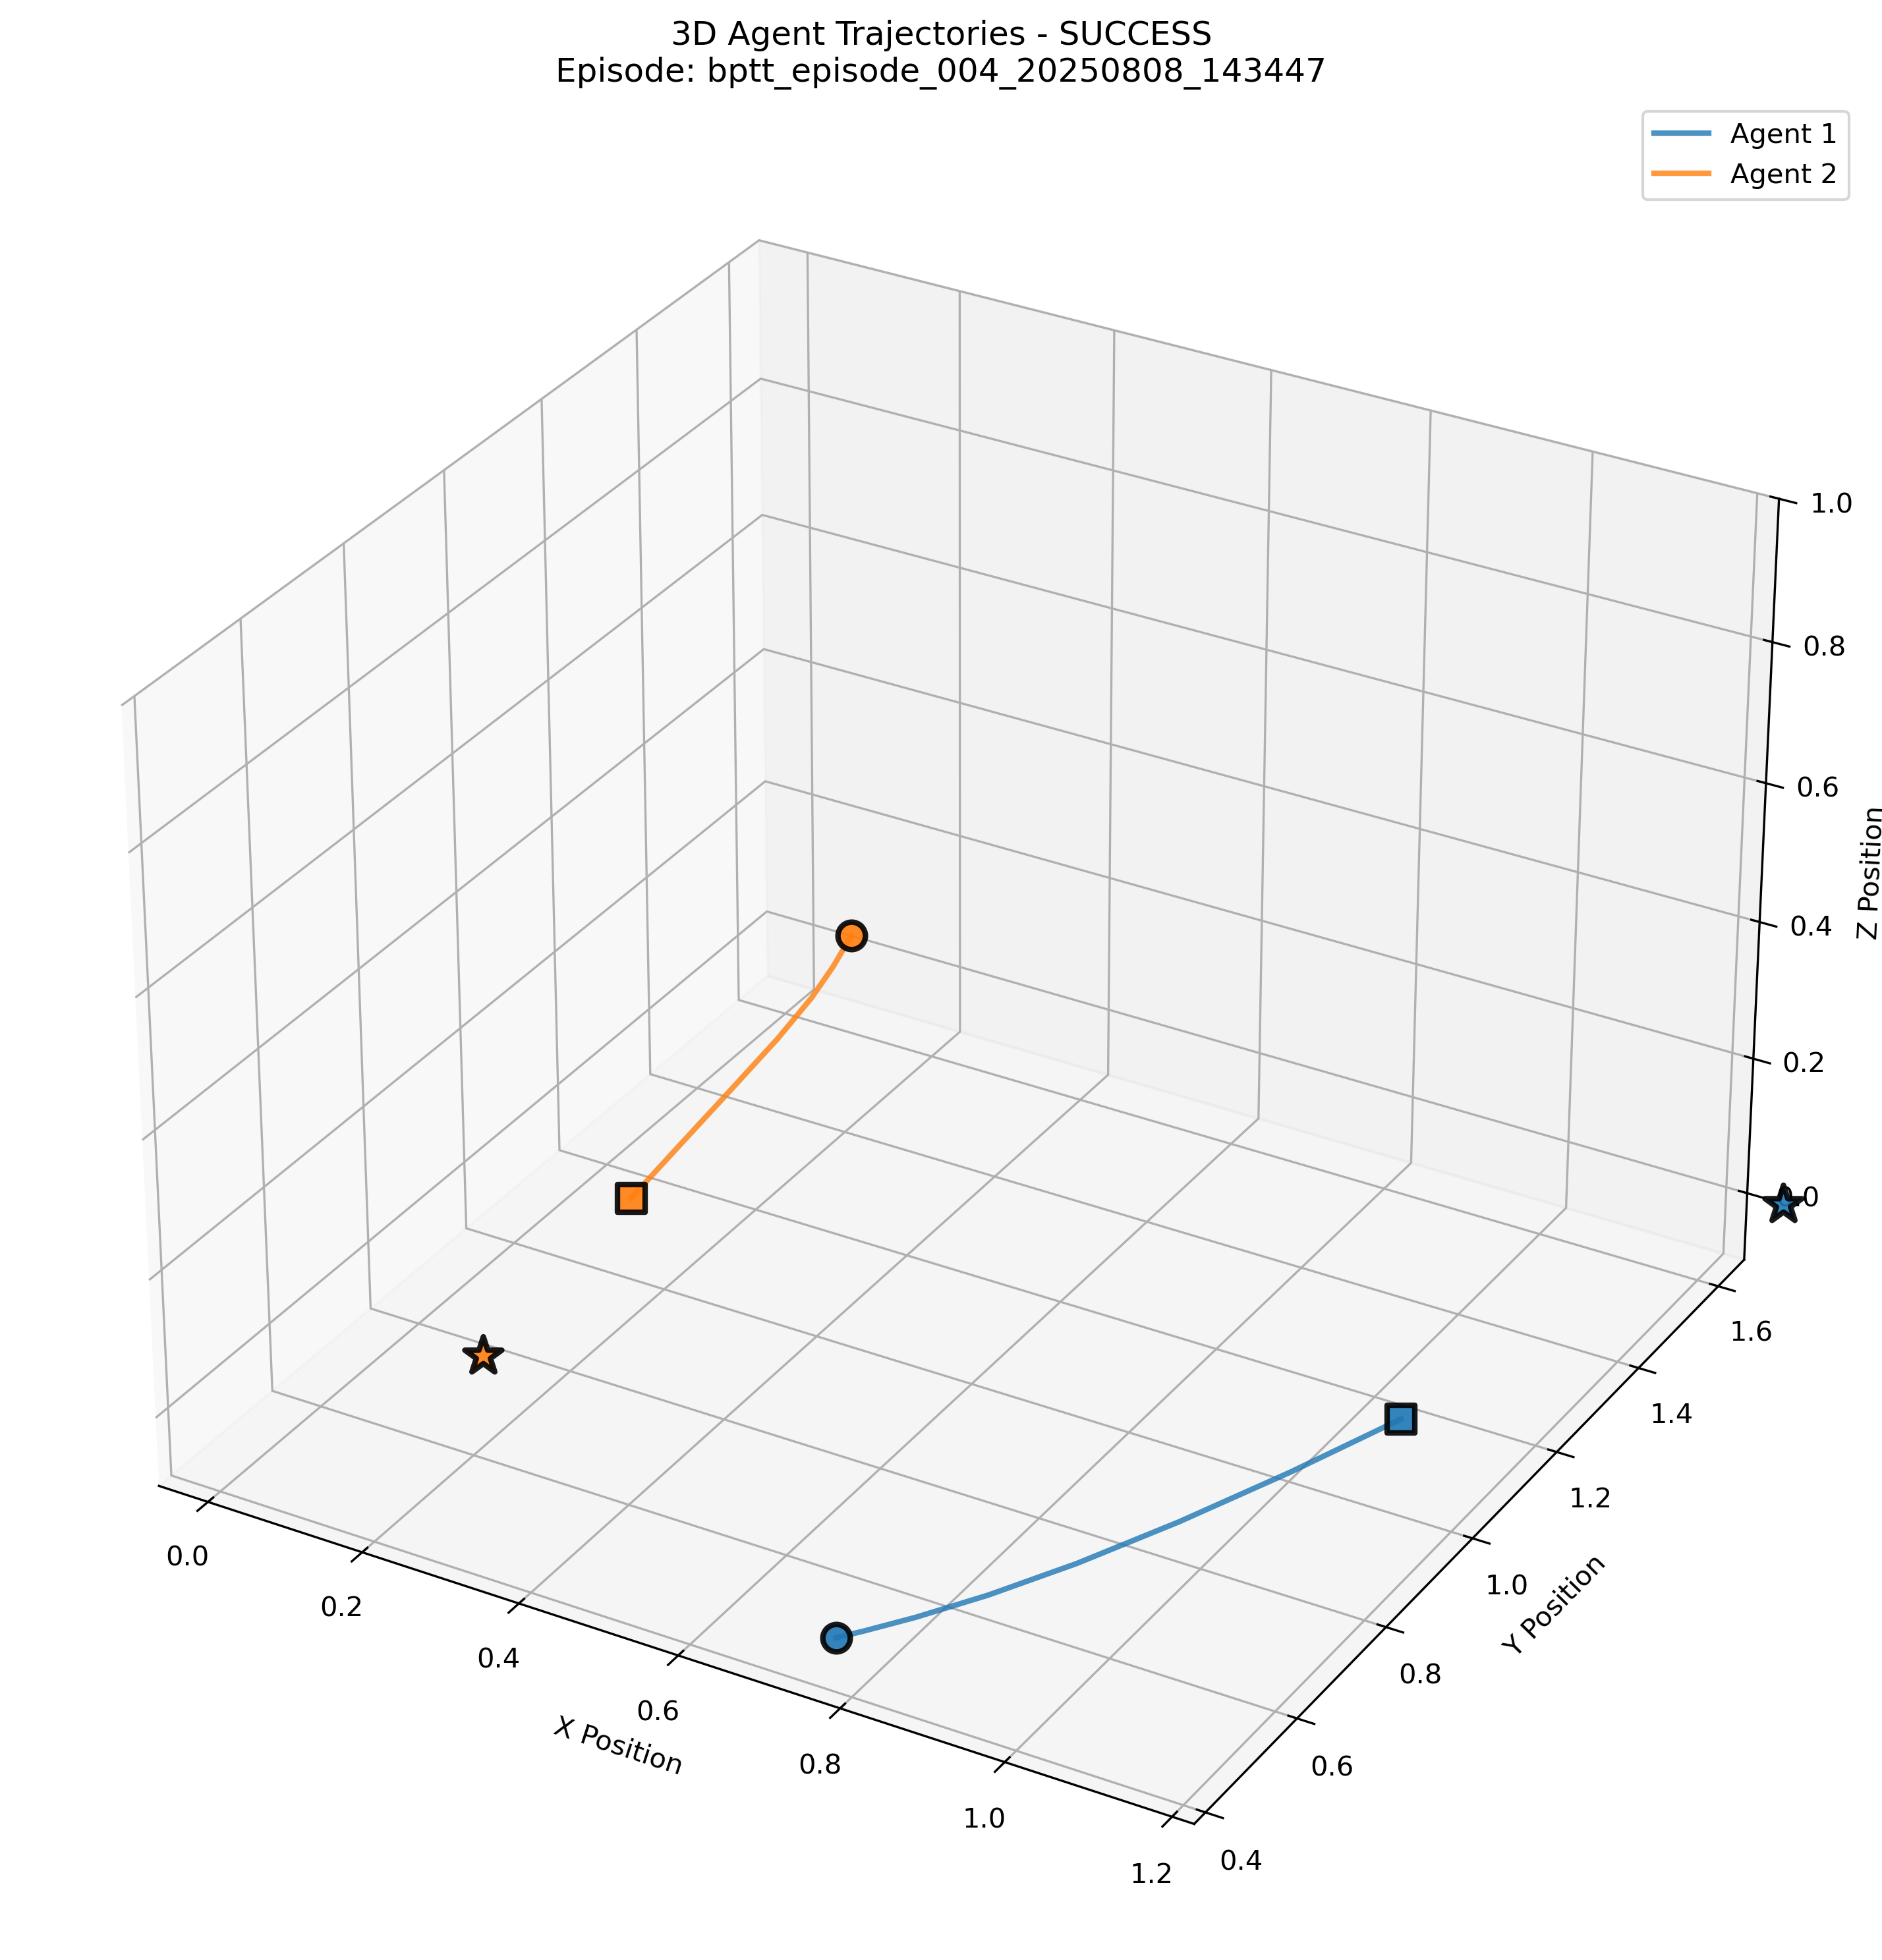 3D Agent Trajectories - SUCCESS
Episode: bptt_episode_004_20250808_143447
Agent 1
Agent 2
1.0
0.8
0.6
0.4
0.2
Z Position
1.6
1.4
1.2
1.0
0.8
0.6
0.4
Y Position
0.0
0.2
0.4
0.6
0.8
1.0
1.2
X Position